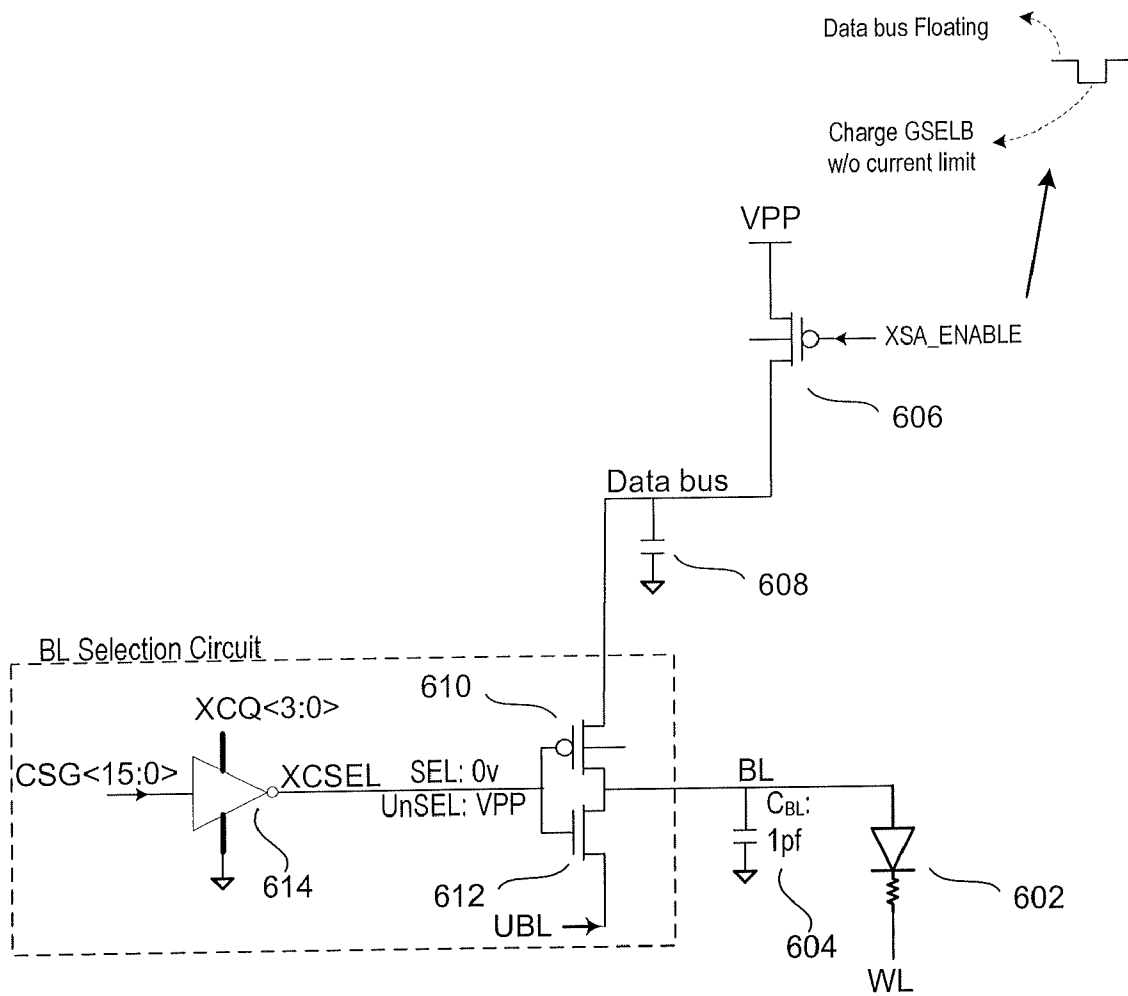 Data bus Floating
Charge GSELB
w/o current limit
VPP
XSA_ENABLE
606
Data bus
608
BL Selection Circuit
610
XCQ<3:0>
CSG<15:0>
XCSEL
SEL: 0v
UnSEL: VPP
BL
CBL:
1pf
614
612
602
UBL
604
WL